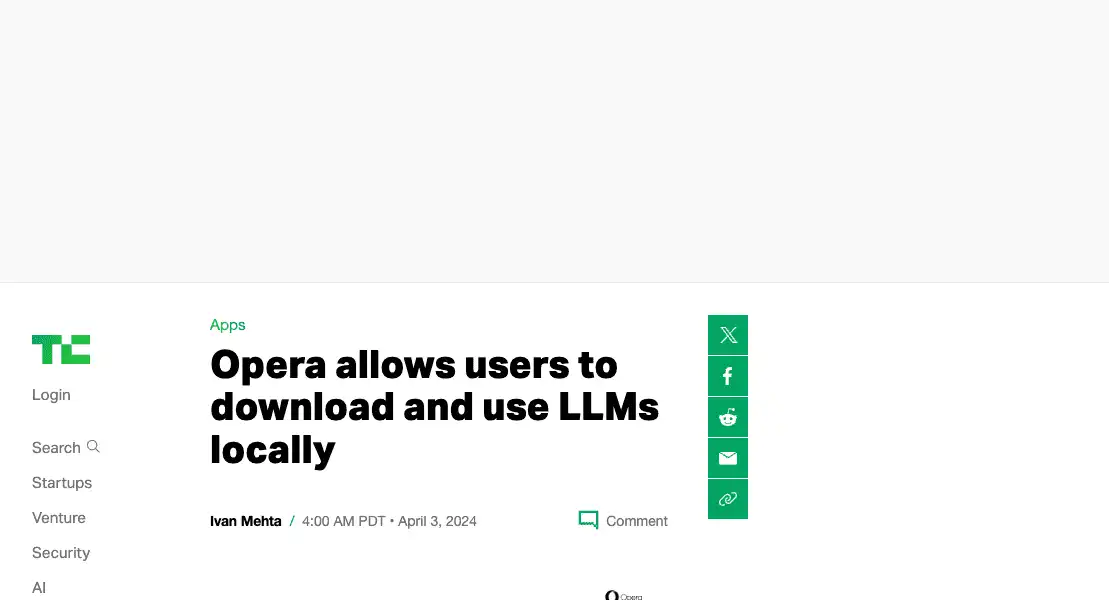 Apps
Opera allows users to
download and use LLMs
locally
Ivan Mehta / 4:00 AM PDT • April 3, 2024
Comment
TC
Login
Search
Startups
Venture
Security
AI
Opera